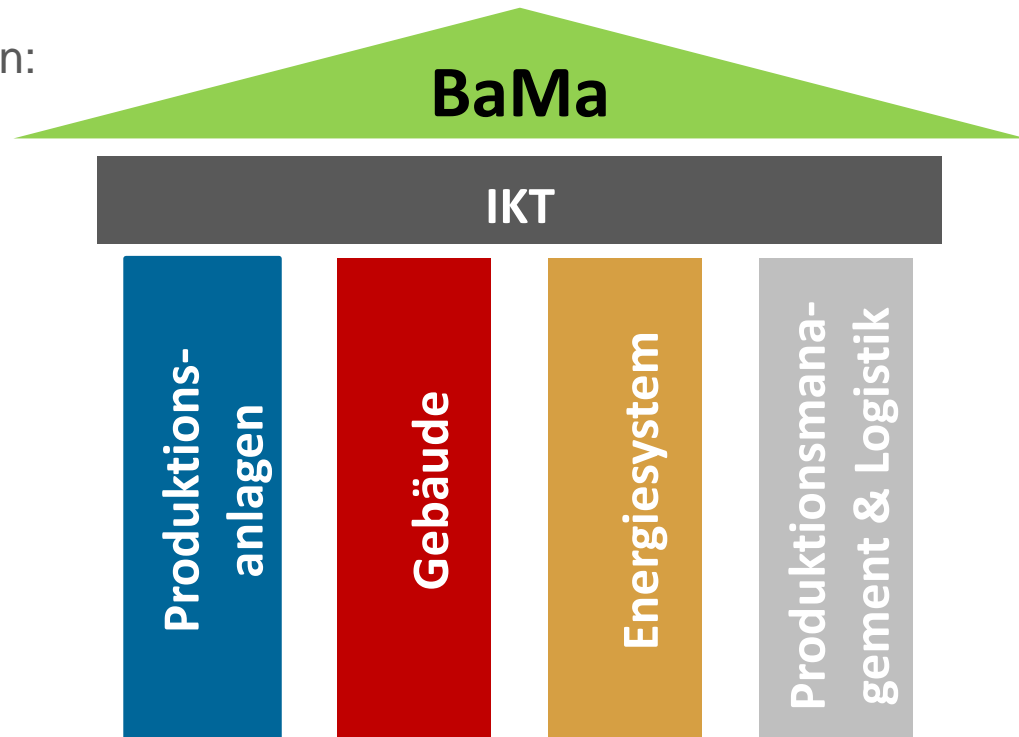 n:
BaMa
IKT
Produktions-
anlagen
Gebäude
Energiesystem
Produktionsmana-
gement & Logistik